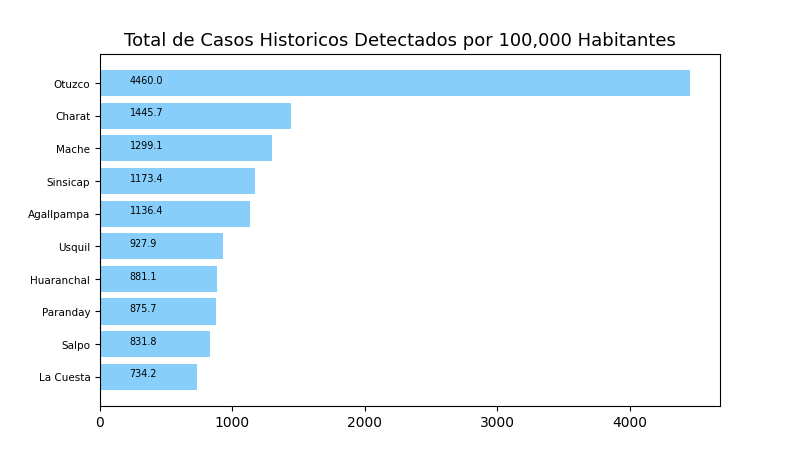 Total de Casos Historicos Detectados por 100,000 Habitantes
Otuzco 4460.0
Charat 1445.7
Mache 1299.1
Sinsicap 1173.4
Agallpampa 1136.4
Usquil 927.9
Huaranchal 881.1
Paranday 875.7
Salpo 831.8
La Cuesta 734.2
0 1000 2000 3000 4000